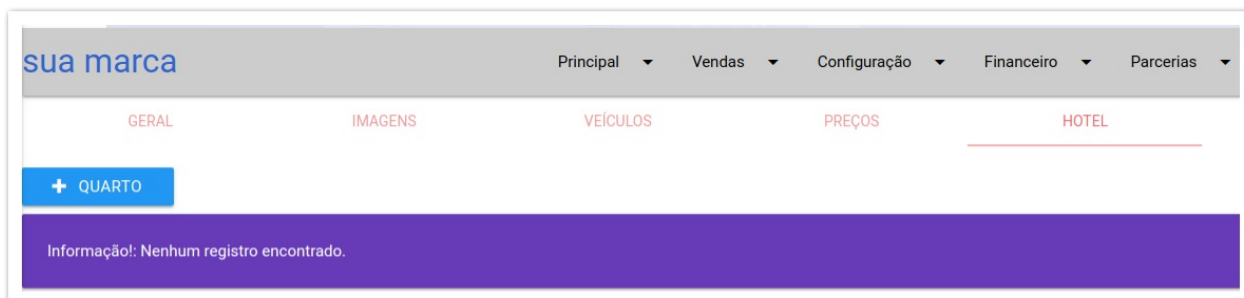 sua marca
Principal Vendas Configuração Financeiro Parcerias
GERAL IMAGENS VEÍCULOS PREÇOS HOTEL
QUARTO
Informação!: Nenhum registro encontrado.